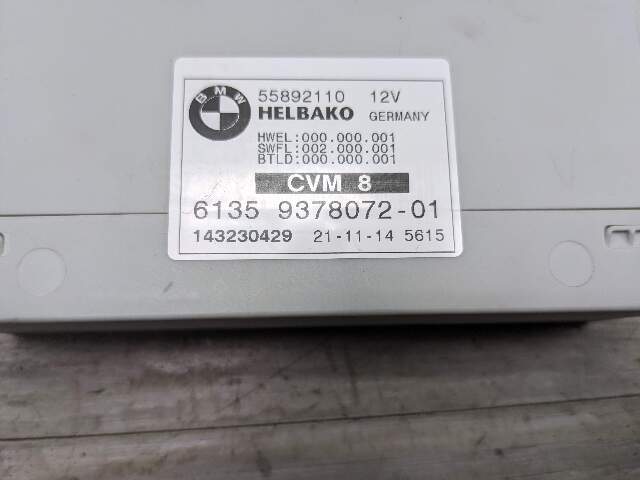 BMW
55892110 12V
HELBAKO GERMANY
HWEL:000.000.001
SWFL:002.000.001
BTLD:000.000.001
CVM 8
6135 9378072-01
143230429 21-11-14 5615